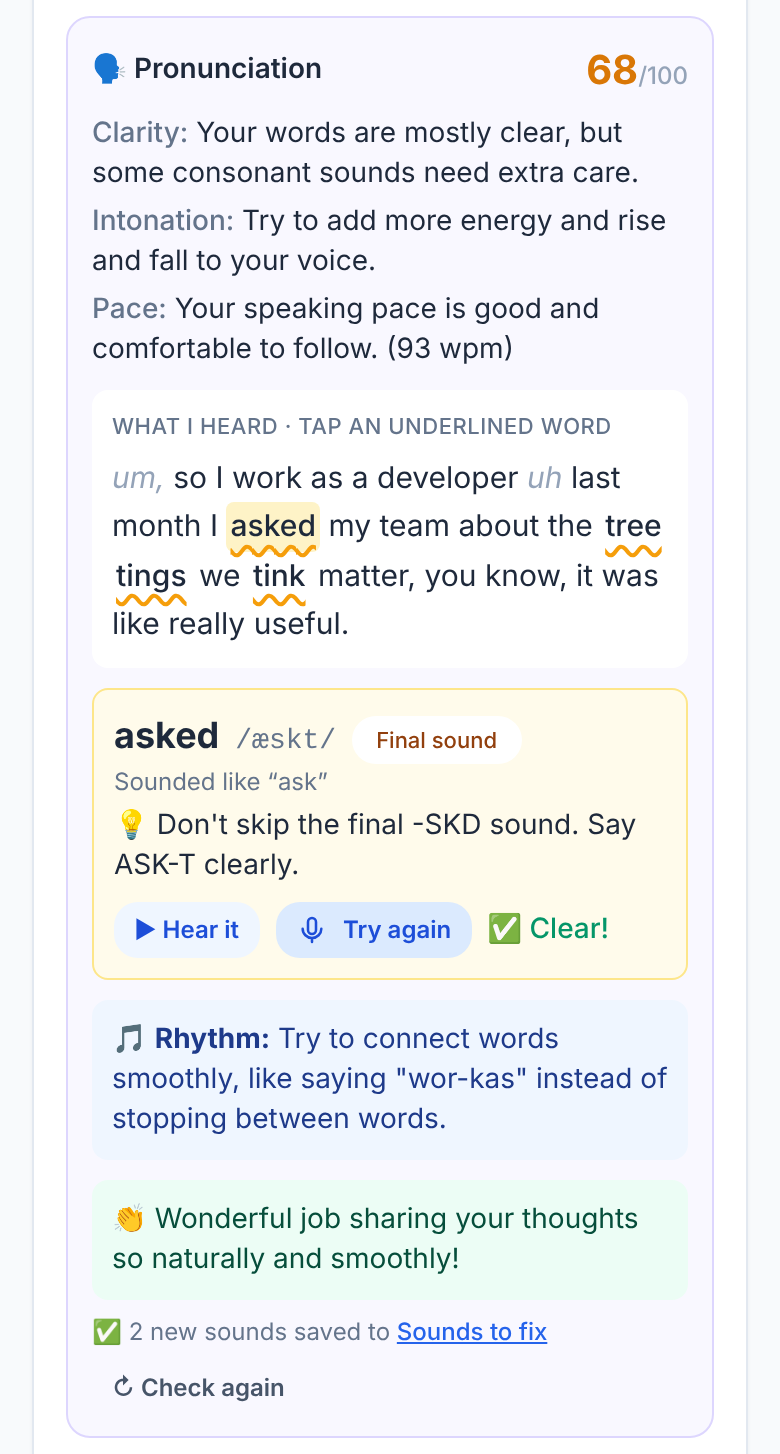 🗣️ Pronunciation 68/100
Clarity: Your words are mostly clear, but
some consonant sounds need extra care.
Intonation: Try to add more energy and rise
and fall to your voice.
Pace: Your speaking pace is good and
comfortable to follow. (93 wpm)
WHAT I HEARD · TAP AN UNDERLINED WORD
um, so I work as a developer uh last
month I asked my team about the tree
tings we tink matter, you know, it was
like really useful.
asked /æskt/ Final sound
Sounded like “ask”
💡 Don't skip the final -SKD sound. Say
ASK-T clearly.
▶ Hear it Try again ✅ Clear!
🎵 Rhythm: Try to connect words
smoothly, like saying "wor-kas" instead of
stopping between words.
👏 Wonderful job sharing your thoughts
so naturally and smoothly!
✅ 2 new sounds saved to Sounds to fix
↻ Check again